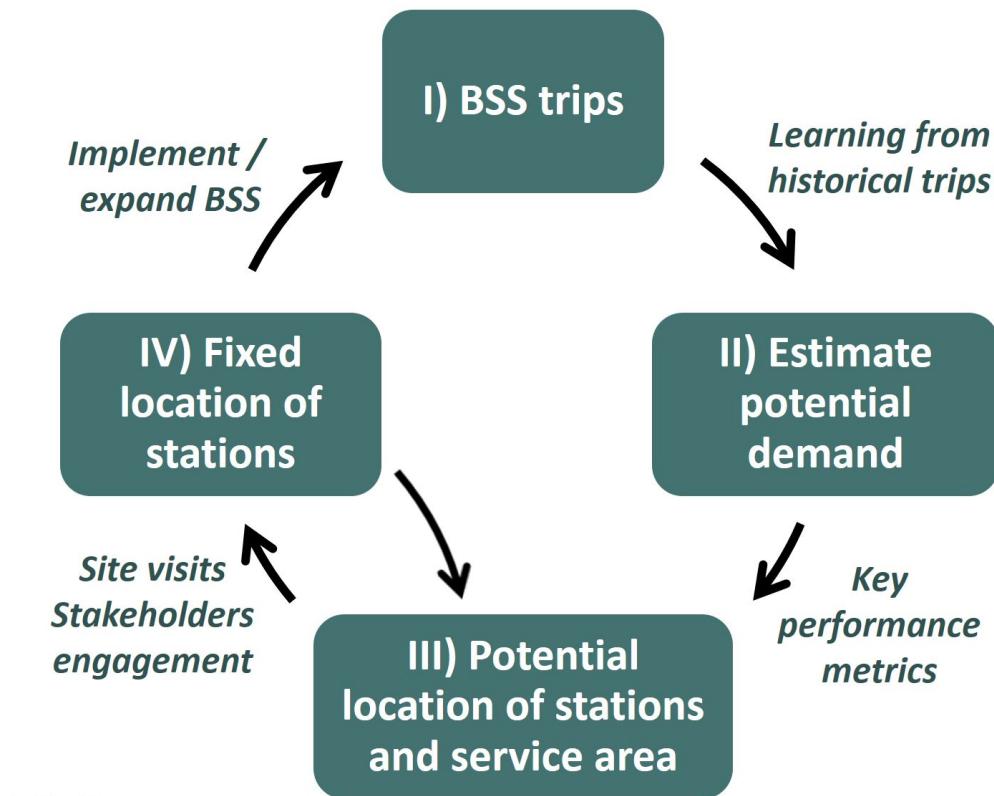 I) BSS trips
Learning from
historical trips
II) Estimate
potential
demand
Key
performance
metrics
III) Potential
location of stations
and service area
Site visits
Stakeholders
engagement
IV) Fixed
location of
stations
Implement /
expand BSS